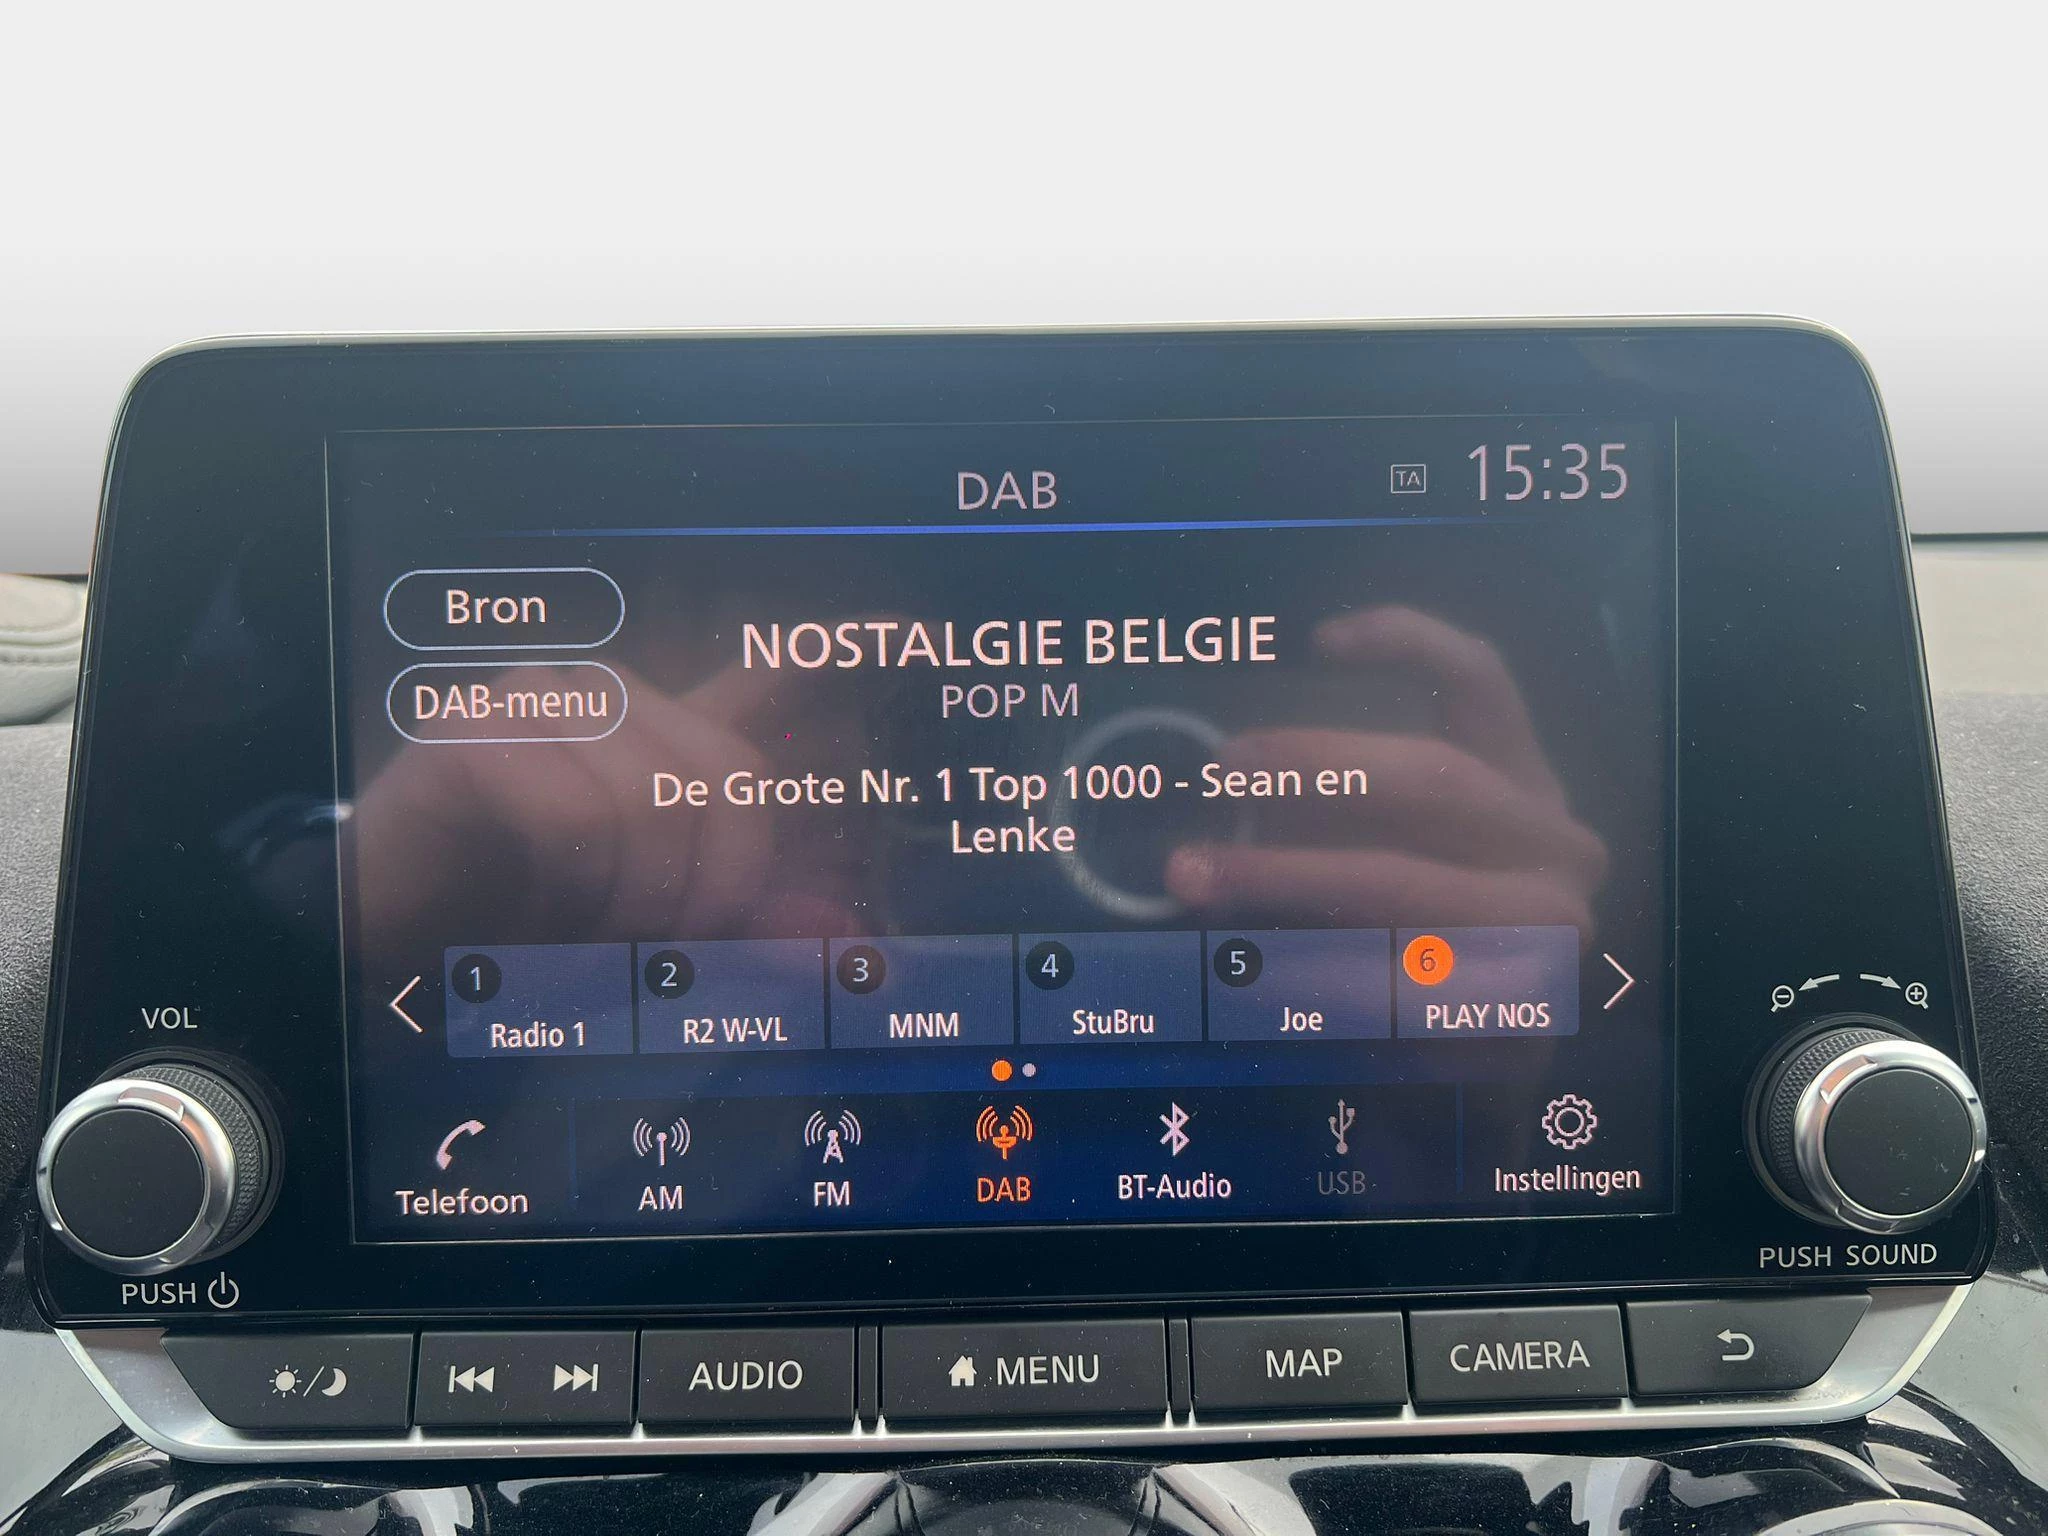 DAB
TA 15:35
Bron
NOSTALGIE BELGIE
DAB-menu
POP M
De Grote Nr. 1 Top 1000 - Sean en
Lenke
1 2 3 4 5 6
Radio 1 R2 W-VL MNM StuBru Joe PLAY NOS
VOL
Telefoon AM FM DAB BT-Audio USB Instellingen
PUSH
PUSH SOUND
AUDIO MENU MAP CAMERA